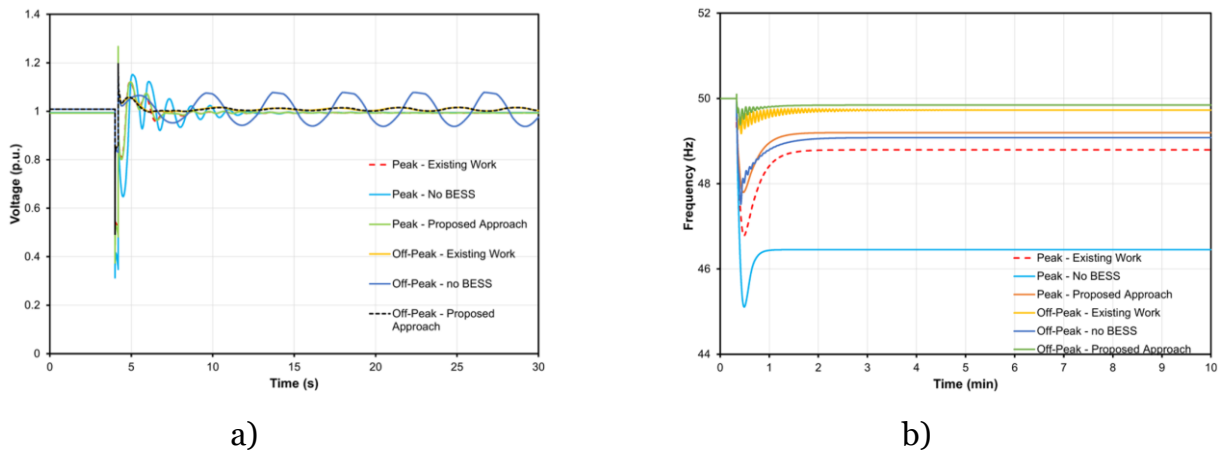 1.4
1.2
1
0.8
0.6
0.4
0.2
0
Voltage (p.u.)
0 5 10 15 20 25 30
Time (s)
Peak - Existing Work
Peak - No BESS
Peak - Proposed Approach
Off-Peak - Existing Work
Off-Peak - no BESS
Off-Peak - Proposed
Approach
a)
52
50
48
46
44
Frequency (Hz)
0 1 2 3 4 5 6 7 8 9 10
Time (min)
Peak - Existing Work
Peak - No BESS
Peak - Proposed Approach
Off-Peak - Existing Work
Off-Peak - no BESS
Off-Peak - Proposed Approach
b)